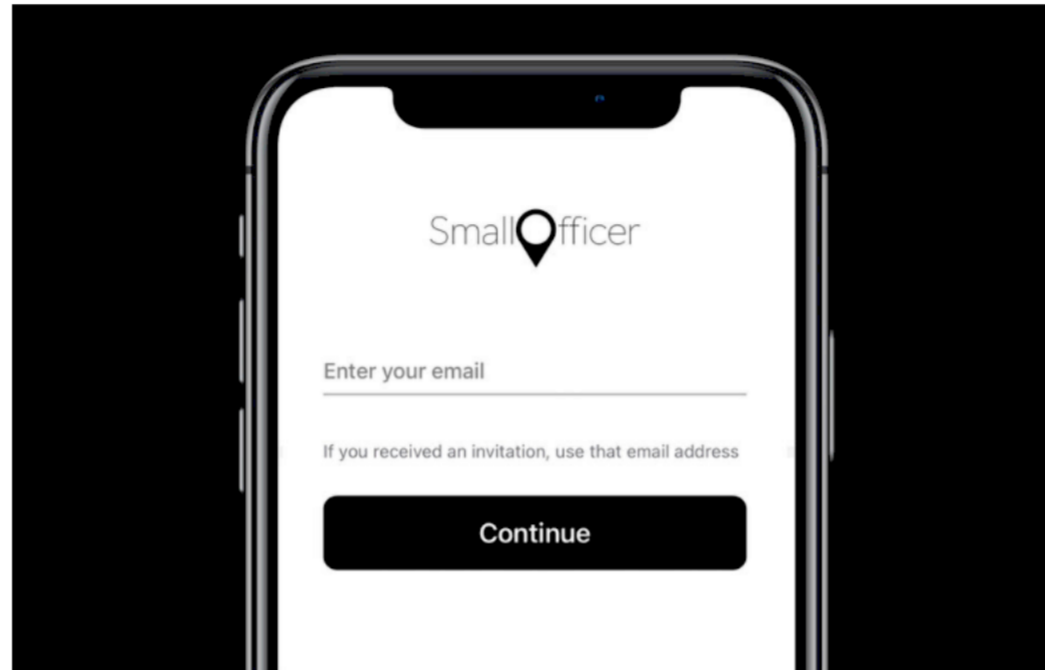 SmallOfficer
Enter your email
If you received an invitation, use that email address
Continue